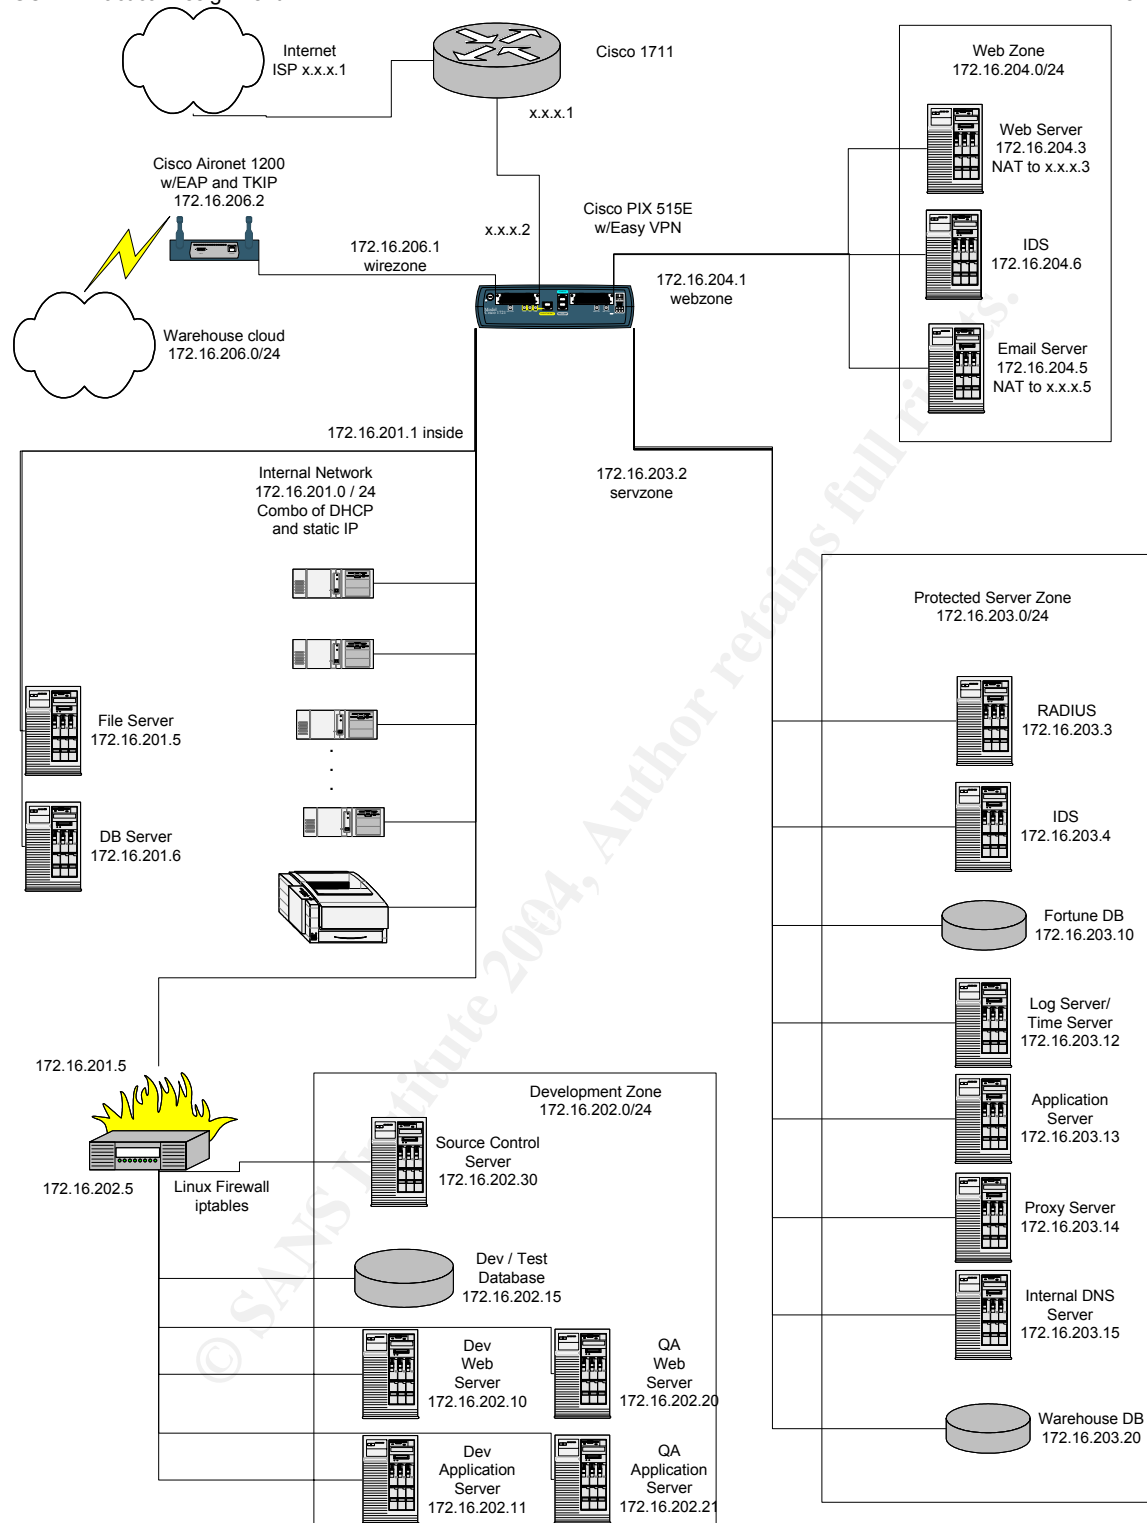 Internet
ISP x.x.x.1
Cisco 1711
x.x.x.1
Web Zone
172.16.204.0/24
Web Server
172.16.204.3
NAT to x.x.x.3
IDS
172.16.204.6
Email Server
172.16.204.5
NAT to x.x.x.5
Cisco Aironet 1200
w/EAP and TKIP
172.16.206.2
172.16.206.1
wirezone
x.x.x.2
Cisco PIX 515E
w/Easy VPN
172.16.204.1
webzone
Warehouse cloud
172.16.206.0/24
172.16.201.1 inside
Internal Network
172.16.201.0 / 24
Combo of DHCP
and static IP
172.16.203.2
servzone
File Server
172.16.201.5
DB Server
172.16.201.6
Protected Server Zone
172.16.203.0/24
RADIUS
172.16.203.3
IDS
172.16.203.4
Fortune DB
172.16.203.10
Log Server/
Time Server
172.16.203.12
Application
Server
172.16.203.13
Proxy Server
172.16.203.14
Internal DNS
Server
172.16.203.15
Warehouse DB
172.16.203.20
172.16.201.5
172.16.202.5
Linux Firewall
iptables
Development Zone
172.16.202.0/24
Source Control
Server
172.16.202.30
Dev / Test
Database
172.16.202.15
Dev
Web
Server
172.16.202.10
QA
Web
Server
172.16.202.20
Dev
Application
Server
172.16.202.11
QA
Application
Server
172.16.202.21
© SANS Institute 2004, Author retains full rights.